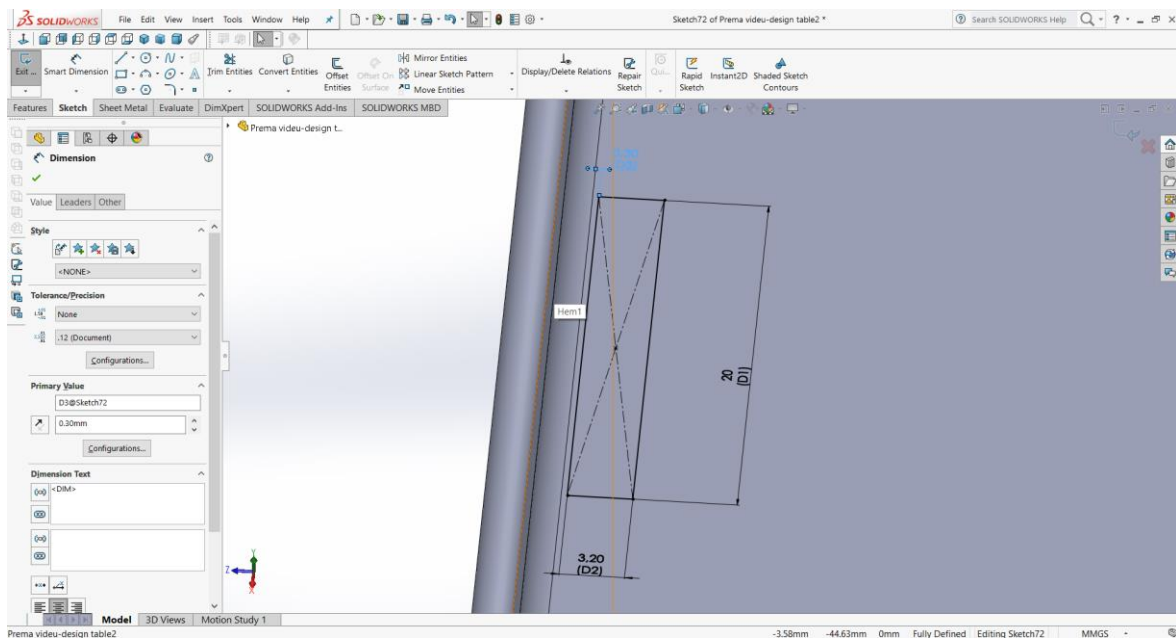 SOLIDWORKS File Edit View Insert Tools Window Help Sketch72 of Prema videu-design table2 * Search SOLIDWORKS Help
Exit ... Smart Dimension Trim Entities Convert Entities Offset Entities Offset On Surface Mirror Entities Linear Sketch Pattern Move Entities Display/Delete Relations Repair Sketch Qui... Rapid Sketch Instant2D Shaded Sketch Contours
Features Sketch Sheet Metal Evaluate DimXpert SOLIDWORKS Add-Ins SOLIDWORKS MBD
Prema videu-design t...
Dimension
Value Leaders Other
Style
<NONE>
Tolerance/Precision
None
.12 (Document)
Configurations...
Primary Value
D3@Sketch72
0.30mm
Configurations...
Dimension Text
<DIM>
Hem1
20
(D1)
3.20
(D2)
Y
Z
X
Model 3D Views Motion Study 1
Prema videu-design table2 -3.58mm -44.63mm 0mm Fully Defined Editing Sketch72 MMGS